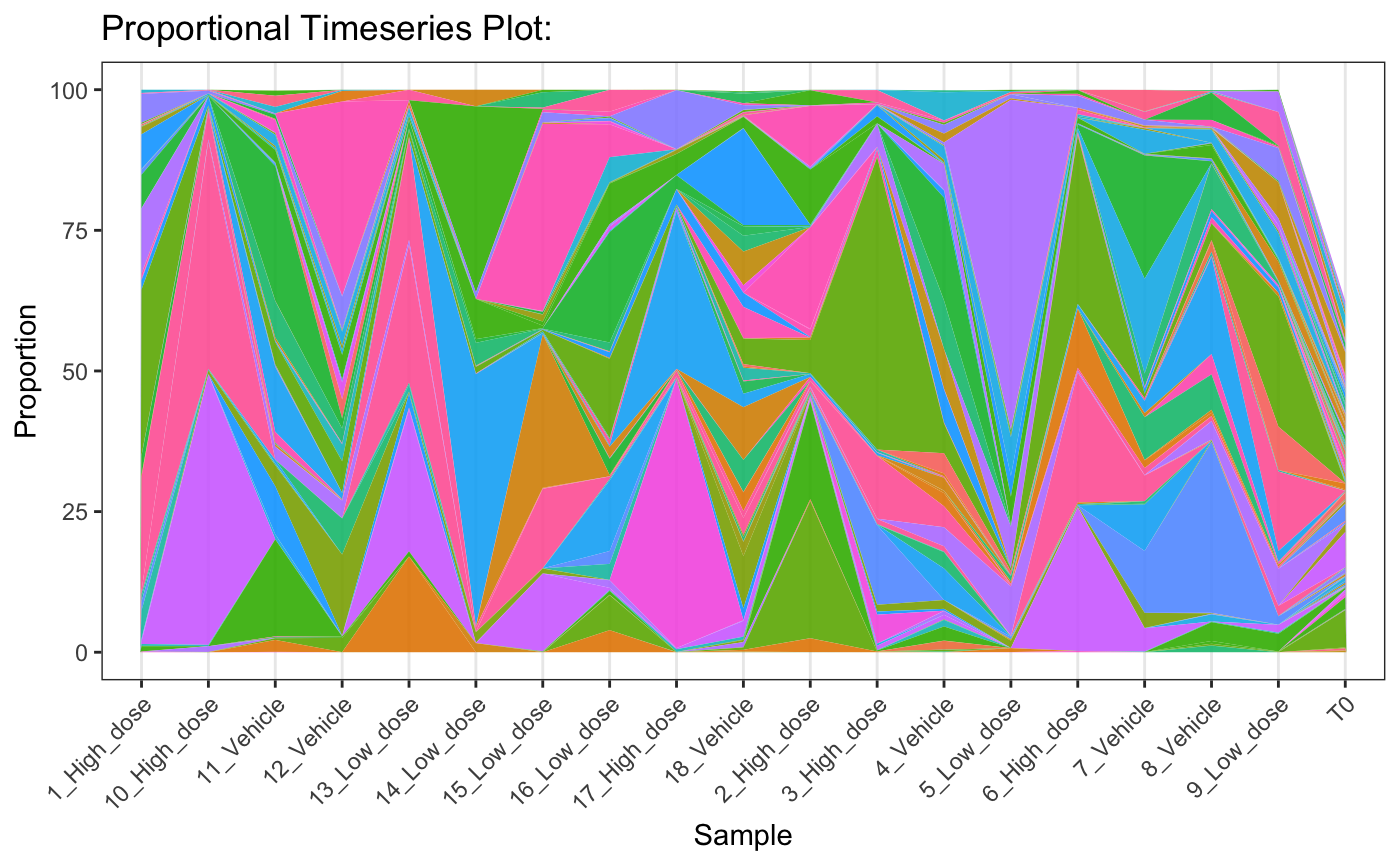 Proportional Timeseries Plot:
100
75
50
25
0
Proportion
1_High_dose
10_High_dose
11_Vehicle
12_Vehicle
13_Low_dose
14_Low_dose
15_Low_dose
16_Low_dose
17_High_dose
18_Vehicle
2_High_dose
3_High_dose
4_Vehicle
5_Low_dose
6_High_dose
7_Vehicle
8_Vehicle
9_Low_dose
T0
Sample